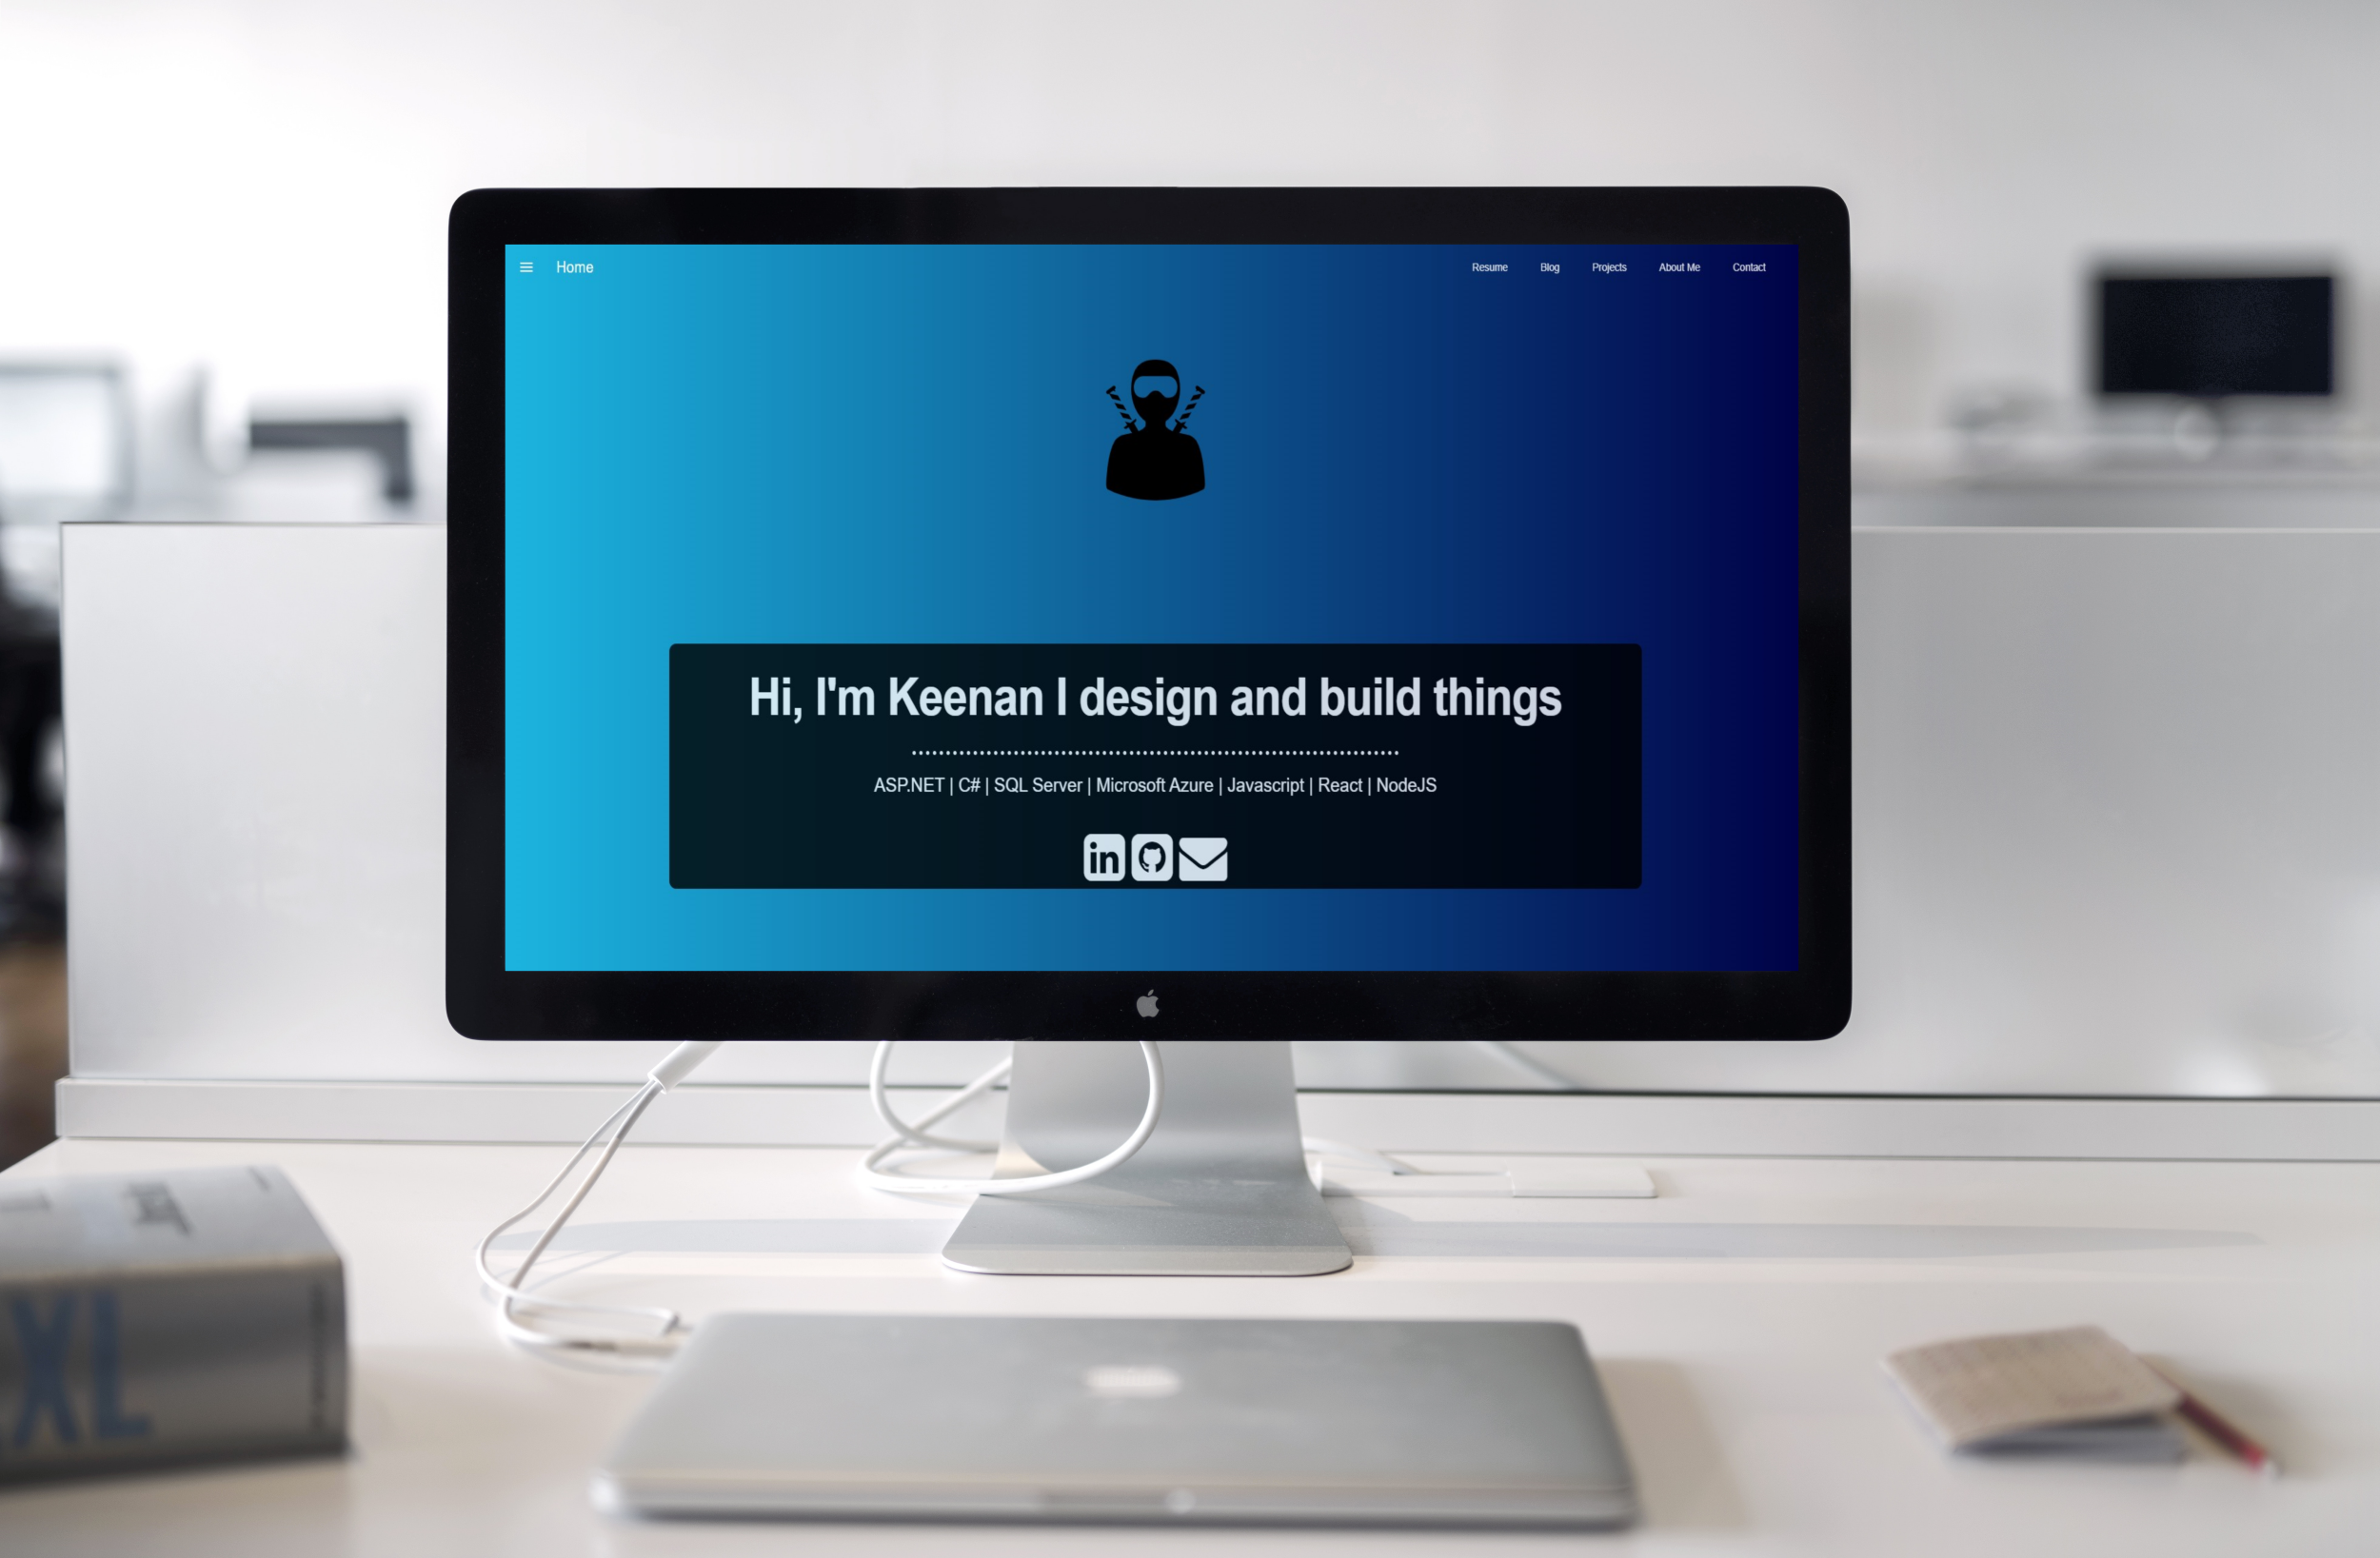 Home
Resume Blog Projects About Me Contact
Hi, I'm Keenan I design and build things
ASP.NET | C# | SQL Server | Microsoft Azure | Javascript | React | NodeJS
in
XL